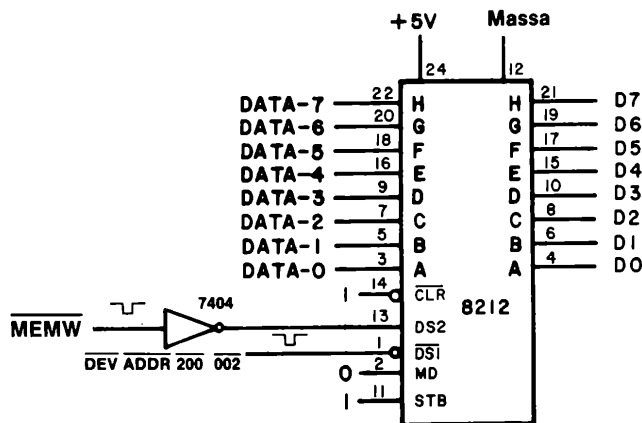 +5V Massa
24 12
DATA-7 22 H H 21 D7
DATA-6 20 G G 19 D6
DATA-5 18 F F 17 D5
DATA-4 16 E E 15 D4
DATA-3 9 D D 10 D3
DATA-2 7 C C 8 D2
DATA-1 5 B B 6 D1
DATA-0 3 A A 4 D0
1 14 CLR
8212
7404
MEMW 13 DS2
DEV ADDR 200 002 1 DS1
0 2 MD
1 11 STB